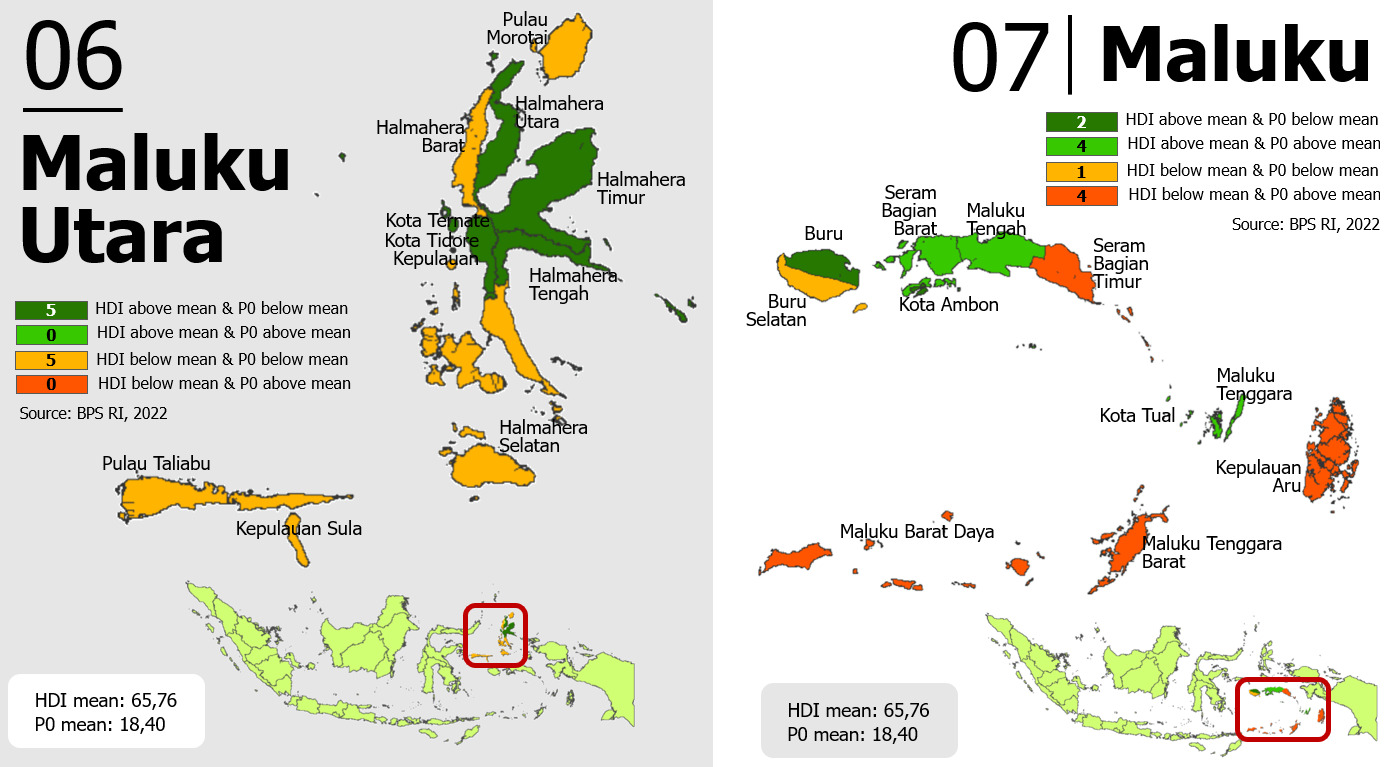 06
Maluku
Utara
5 HDI above mean & P0 below mean
0 HDI above mean & P0 above mean
5 HDI below mean & P0 below mean
0 HDI below mean & P0 above mean
Source: BPS RI, 2022
Pulau
Morotai
Halmahera
Utara
Halmahera
Barat
Halmahera
Timur
Kota Ternate
Kota Tidore
Kepulauan
Halmahera
Tengah
Halmahera
Selatan
Pulau Taliabu
Kepulauan Sula
HDI mean: 65,76
P0 mean: 18,40
07 Maluku
2 HDI above mean & P0 below mean
4 HDI above mean & P0 above mean
1 HDI below mean & P0 below mean
4 HDI below mean & P0 above mean
Source: BPS RI, 2022
Buru
Seram
Bagian
Barat
Maluku
Tengah
Seram
Bagian
Timur
Buru
Selatan
Kota Ambon
Maluku
Tenggara
Kota Tual
Kepulauan
Aru
Maluku Barat Daya
Maluku Tenggara
Barat
HDI mean: 65,76
P0 mean: 18,40